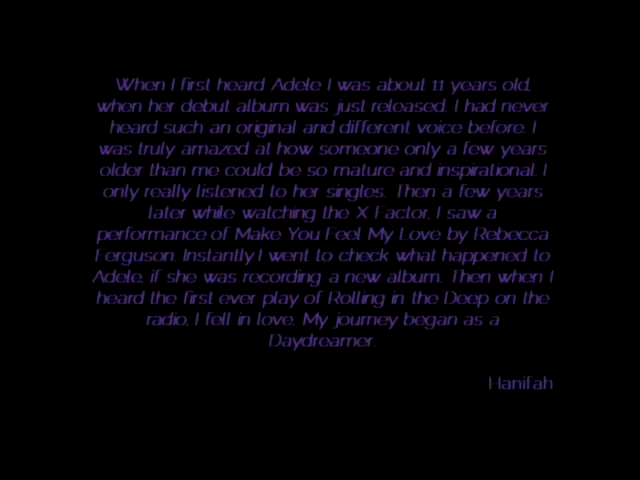 When I first heard Adele I was about 11 years old,
when her debut album was just released. I had never
heard such an original and different voice before. I
was truly amazed at how someone only a few years
older than me could be so mature and inspirational. I
only really listened to her singles. Then a few years
later while watching the X Factor, I saw a
performance of Make You Feel My Love by Rebecca
Ferguson. Instantly I went to check what happened to
Adele, if she was recording a new album. Then when I
heard the first ever play of Rolling in the Deep on the
radio, I fell in love. My journey began as a
Daydreamer.
Hanifah